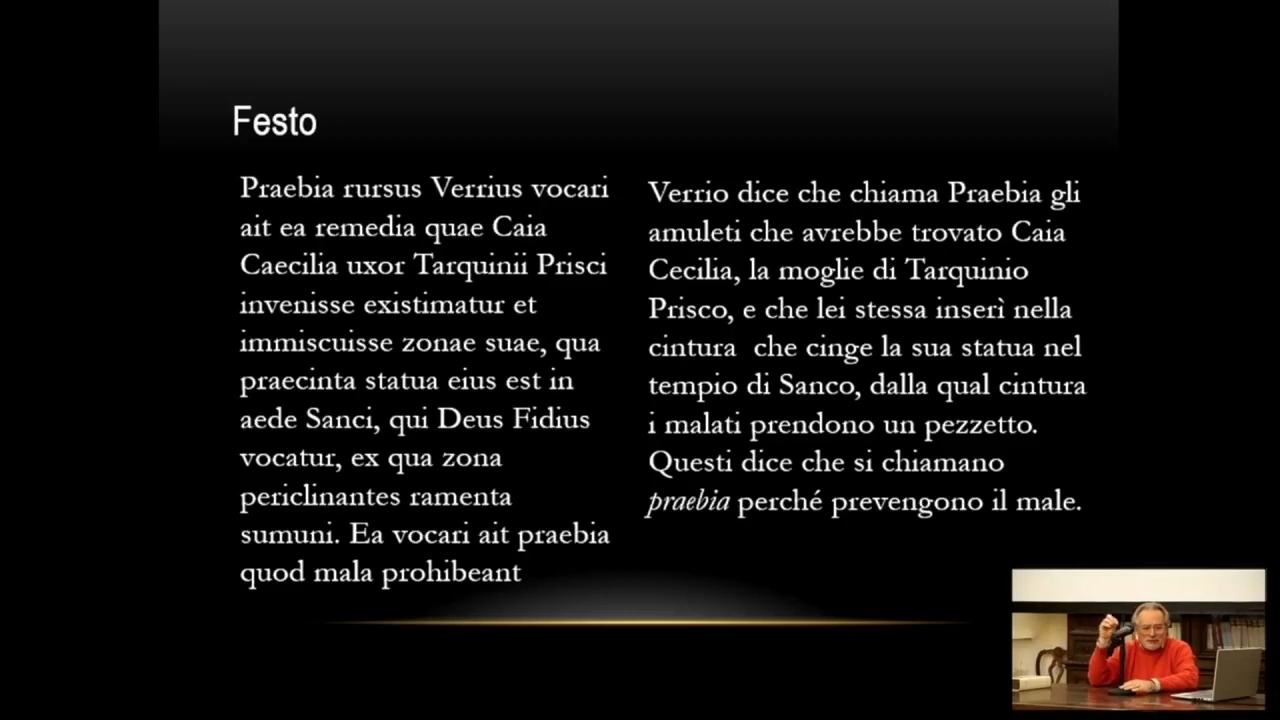 Festo
Praebia rursus Verrius vocari
ait ea remedia quae Caia
Caecilia uxor Tarquinii Prisci
invenisse existimatur et
immiscuisse zonae suae, qua
praecinta statua eius est in
aede Sanci, qui Deus Fidius
vocatur, ex qua zona
periclinantes ramenta
sumuni. Ea vocari ait praebia
quod mala prohibeant
Verrio dice che chiama Praebia gli
amuleti che avrebbe trovato Caia
Cecilia, la moglie di Tarquinio
Prisco, e che lei stessa inserì nella
cintura che cinge la sua statua nel
tempio di Sanco, dalla qual cintura
i malati prendono un pezzetto.
Questi dice che si chiamano
praebia perché prevengono il male.